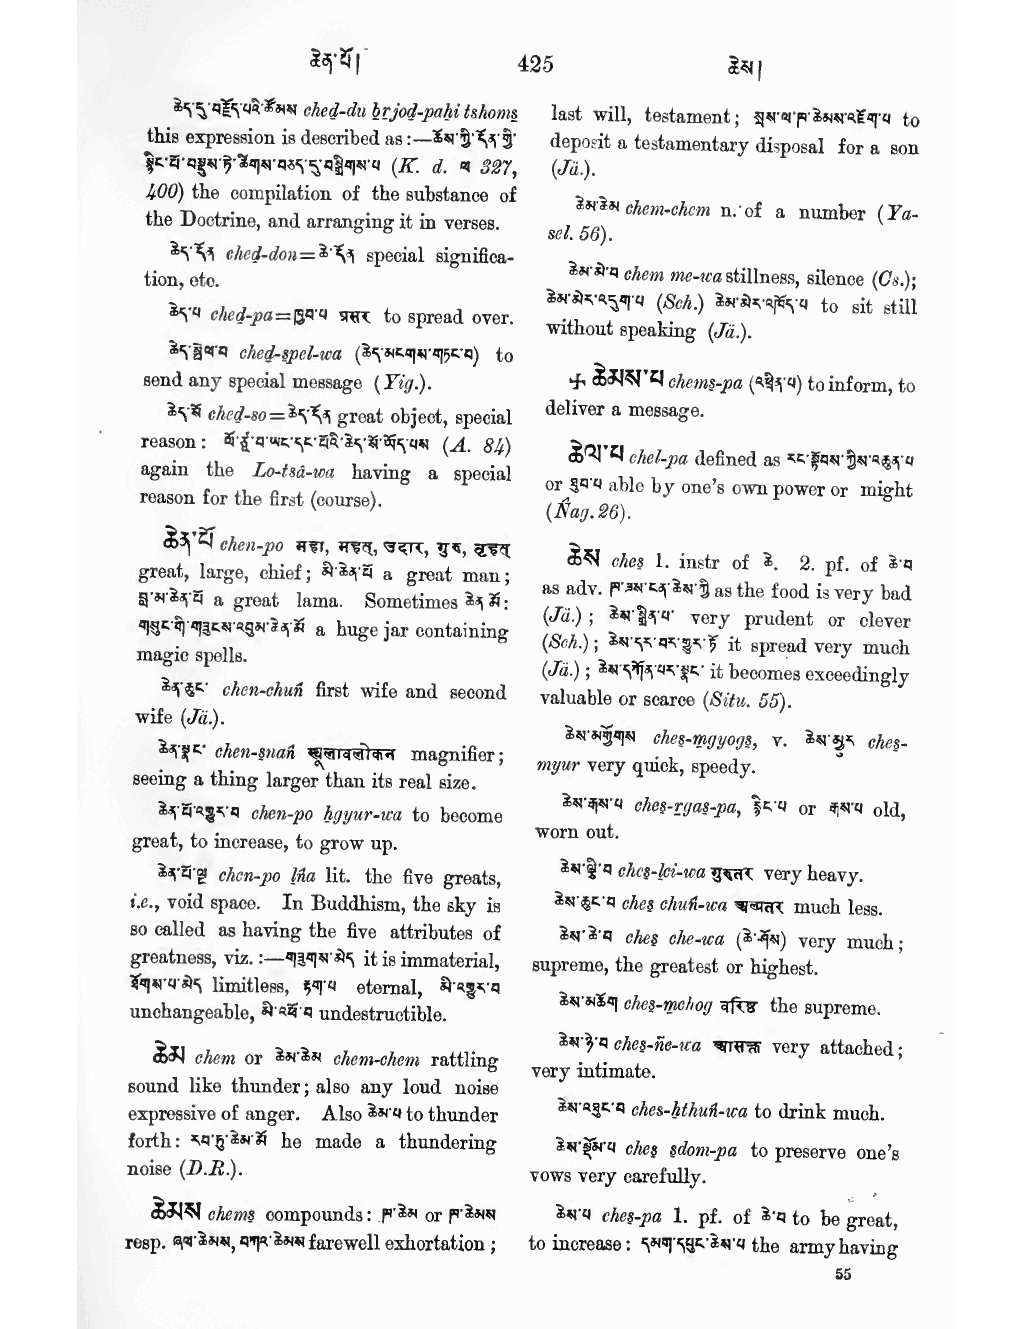 ཆེན་པོ།
425
ཆེས།
ཆེད་དུ་བརྗོད་པའི་ཚོམས ched-du brjod-paḥi tshoms
this expression is described as :—ཆོས་ཀྱི་དོན་གྱི་
སྙིང་པོ་བསྡུས་ཏེ་ཚིགས་བཅད་དུ་བསྒྲིགས་པ (K. d. ལ 327,
400) the compilation of the substance of
the Doctrine, and arranging it in verses.
ཆེད་དོན ched-don=ཆེ་དོན special significa-
tion, etc.
ཆེད་པ ched-pa=ཁྱབ་པ प्रसर to spread over.
ཆེད་སྤེལ་བ ched-spel-wa (ཆེད་མངགས་གཏང་བ) to
send any special message (Yig.).
ཆེད་སོ ched-so=ཆེད་དོན great object, special
reason : ལོ་ཙཱ་བ་ཡང་དང་པོའི་ཆེད་སོ་ཡོད་པས (A. 84)
again the Lo-tsâ-wa having a special
reason for the first (course).
ཆེན་པོ chen-po महा, महत्, उदार, गुरु, वृहत्
great, large, chief ; མི་ཆེན་པོ a great man ;
བླ་མ་ཆེན་པོ a great lama. Sometimes ཆེན་མོ :
གསུང་གི་གཟུངས་བུམ་ཆེན་མོ a huge jar containing
magic spells.
ཆེན་ཆུང་ chen-chuń first wife and second
wife (Jä.).
ཆེན་སྣང་ chen-snań स्थूलावलोकन magnifier ;
seeing a thing larger than its real size.
ཆེན་པོ་འགྱུར་བ chen-po ḥgyur-wa to become
great, to increase, to grow up.
ཆེན་པོ་ལྔ chen-po lńa lit. the five greats,
i.e., void space. In Buddhism, the sky is
so called as having the five attributes of
greatness, viz. :—གཟུགས་མེད it is immaterial,
ཐོགས་པ་མེད limitless, རྟག་པ eternal, མི་འགྱུར་བ
unchangeable, མི་འཇིག་པ undestructible.
ཆེམ chem or ཆེམ་ཆེམ chem-chem rattling
sound like thunder ; also any loud noise
expressive of anger. Also ཆེམ་པ to thunder
forth : རབ་ཏུ་ཆེམ་མོ he made a thundering
noise (D.R.).
ཆེམས chems compounds : ཁ་ཆེམ or ཁ་ཆེམས
resp. ཞལ་ཆེམས, བཀའ་ཆེམས farewell exhortation ;
last will, testament ; སྲས་ལ་ཁ་ཆེམས་འཇོག་པ to
deposit a testamentary disposal for a son
(Jä.).
ཆེམ་ཆེམ chem-chem n. of a number (Ya-
sel. 56).
ཆེམ་མེ་བ chem me-wa stillness, silence (Cs.);
ཆེམ་མེར་འདུག་པ (Sch.) ཆེམ་མེར་འཁོད་པ to sit still
without speaking (Jä.).
+ ཆེམས་པ chems-pa (འཕྲིན་པ) to inform, to
deliver a message.
ཆེལ་པ chel-pa defined as རང་སྟོབས་ཀྱིས་འཆུན་པ
or ཐུབ་པ able by one's own power or might
(Ñag. 26).
ཆེས ches 1. instr of ཆེ. 2. pf. of ཆེ་བ
as adv. ཁ་ཟས་ངན་ཆེས་ཀྱི as the food is very bad
(Jä.) ; ཆེས་སྒྲིན་པ་ very prudent or clever
(Sch.) ; ཆེས་དར་བར་གྱུར་ཏོ it spread very much
(Jä.) ; ཆེས་དཀོན་པར་སྣང་ it becomes exceedingly
valuable or scarce (Situ. 55).
ཆེས་མགྱོགས ches-mgyogs, v. ཆེས་མྱུར ches-
myur very quick, speedy.
ཆེས་རྒས་པ ches-rgas-pa, རྙིང་པ or རྒས་པ old,
worn out.
ཆེས་ལྕི་བ ches-lci-wa गुरुतर very heavy.
ཆེས་ཆུང་བ ches chuń-wa अल्पतर much less.
ཆེས་ཆེ་བ ches che-wa (ཆེ་ཤོས) very much ;
supreme, the greatest or highest.
ཆེས་མཆོག ches-mchog वरिष्ठ the supreme.
ཆེས་ཉེ་བ ches-ñe-wa आसक्त very attached ;
very intimate.
ཆེས་འཐུང་བ ches-ḥthuń-wa to drink much.
ཆེས་སྡོམ་པ ches sdom-pa to preserve one's
vows very carefully.
ཆེས་པ ches-pa 1. pf. of ཆེ་བ to be great,
to increase : དམག་དཔུང་ཆེས་པ the army having
55